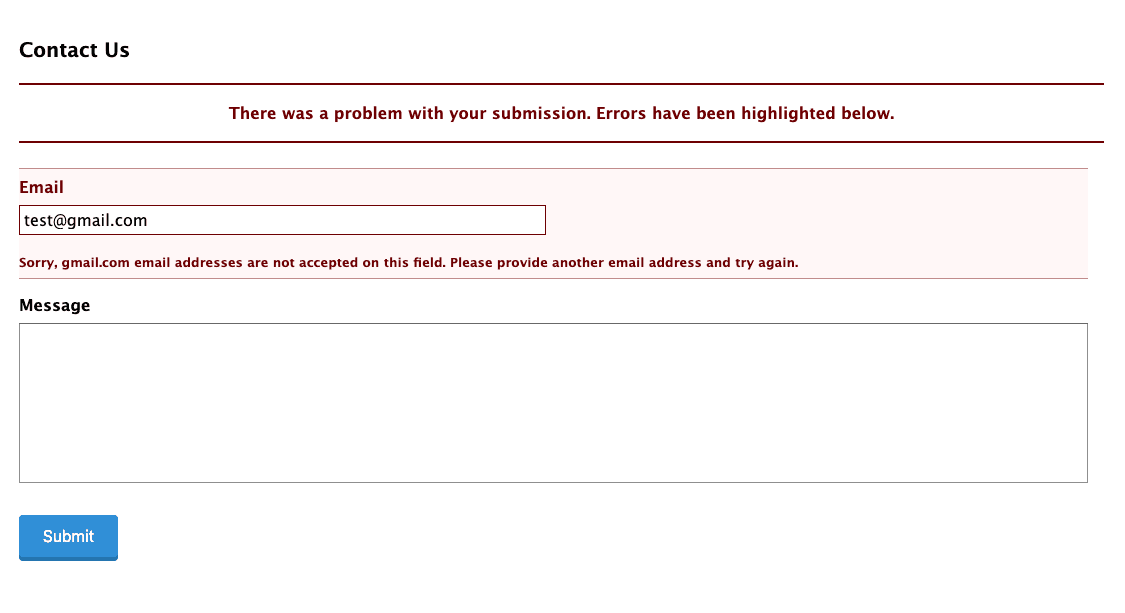 Contact Us
There was a problem with your submission. Errors have been highlighted below.
Email
test@gmail.com
Sorry, gmail.com email addresses are not accepted on this field. Please provide another email address and try again.
Message
Submit